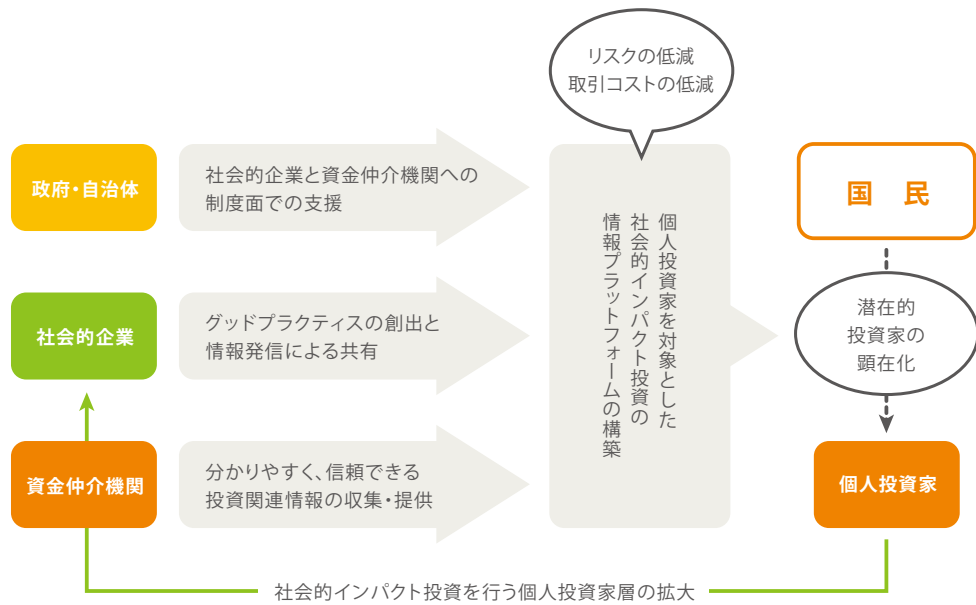 リスクの低減
取引コストの低減
政府・自治体
社会的企業と資金仲介機関への
制度面での支援
社会的企業
グッドプラクティスの創出と
情報発信による共有
資金仲介機関
分かりやすく、信頼できる
投資関連情報の収集・提供
個人投資家を対象とした
社会的インパクト投資の
情報プラットフォームの構築
国　民
潜在的
投資家の
顕在化
個人投資家
社会的インパクト投資を行う個人投資家層の拡大